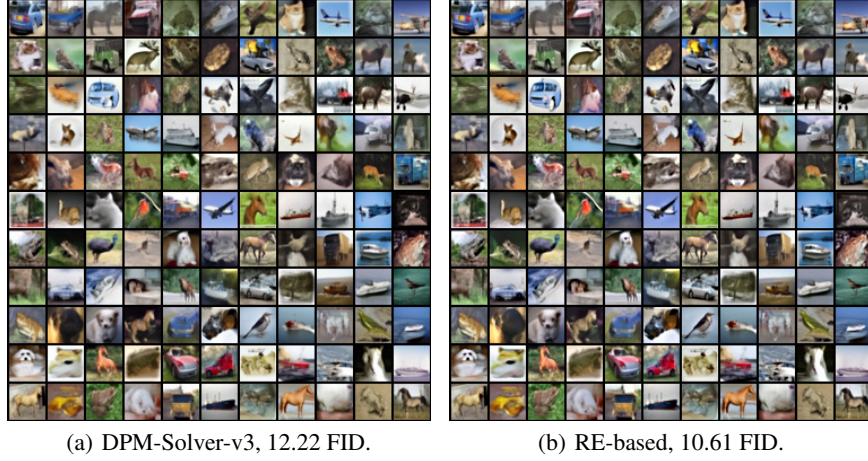 (a) DPM-Solver-v3, 12.22 FID.
(b) RE-based, 10.61 FID.